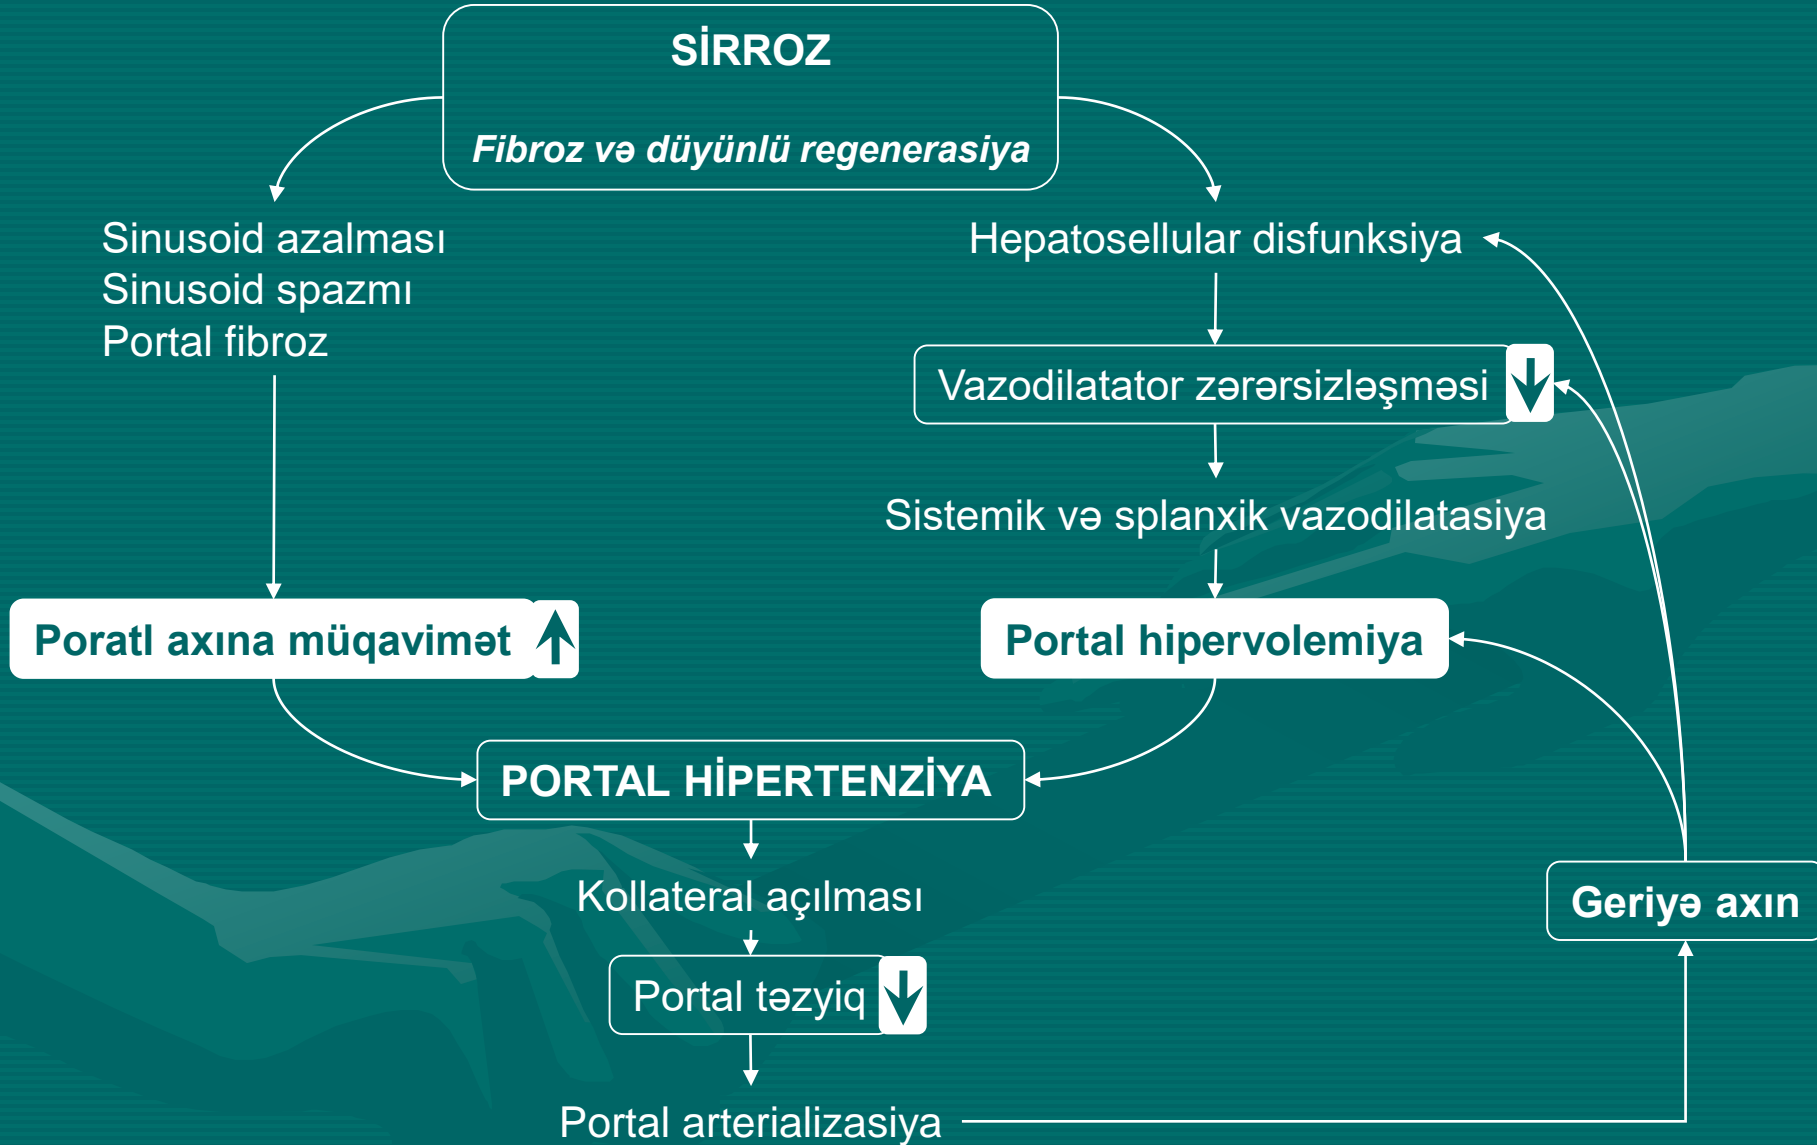 SİRROZ
Fibroz və düyünlü regenerasiya
Sinusoid azalması
Sinusoid spazmı
Portal fibroz
Hepatosellular disfunksiya
Vazodilatator zərərsizləşməsi
Sistemik və splanxik vazodilatasiya
Poratl axına müqavimət
Portal hipervolemiya
PORTAL HİPERTENZİYA
Kollateral açılması
Geriyə axın
Portal təzyiq
Portal arterializasiya